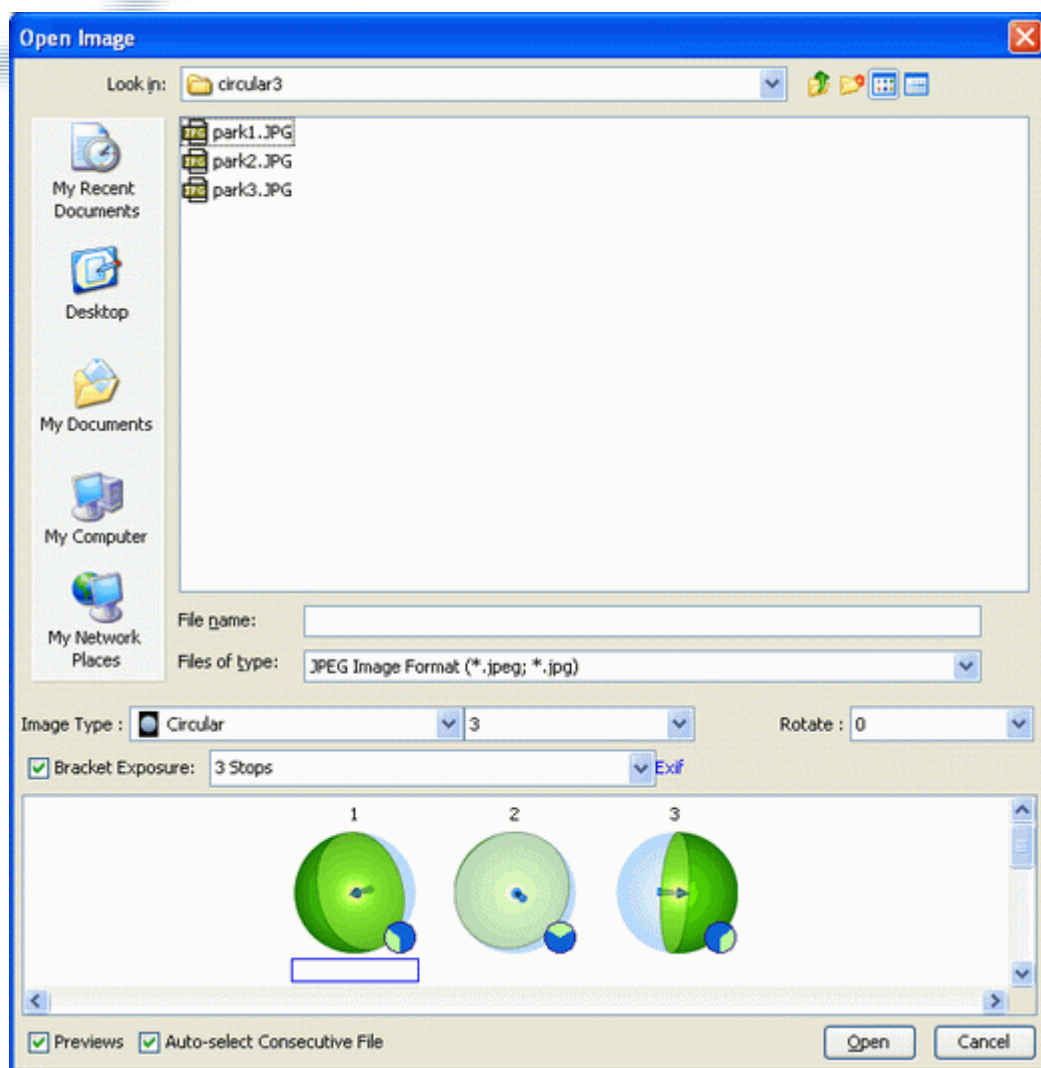 Open Image
Look in: circular3
park1.JPG
park2.JPG
park3.JPG
My Recent
Documents
Desktop
My Documents
My Computer
My Network
Places
File name:
Files of type: JPEG Image Format (*.jpeg; *.jpg)
Image Type : Circular 3 Rotate : 0
Bracket Exposure: 3 Stops Exif
1 2 3
Previews Auto-select Consecutive File Open Cancel